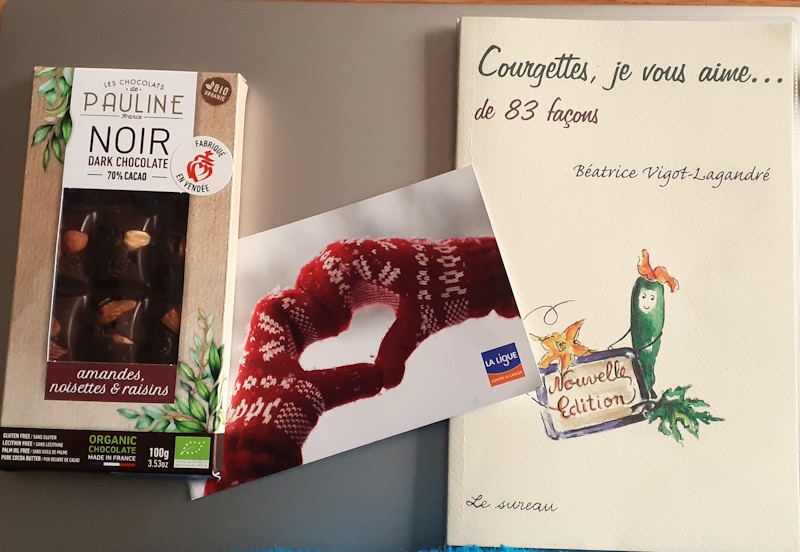 LES CHOCOLATS
de
PAULINE
France
BIO
ORGANIC
NOIR
DARK CHOCOLATE
70% CACAO
FABRIQUÉ
EN VENDÉE
amandes,
noisettes & raisins
GLUTEN FREE / SANS GLUTEN
LECITHIN FREE / SANS LÉCITHINE
PALM OIL FREE / SANS HUILE DE PALME
PURE COCOA BUTTER / PUR BEURRE DE CACAO
ORGANIC
CHOCOLATE
MADE IN FRANCE
100g
3.53oz
LA LIGUE
CONTRE LE CANCER
Courgettes, je vous aime...
de 83 façons
Béatrice Vigot-Lagandré
Nouvelle
Edition
Le sureau